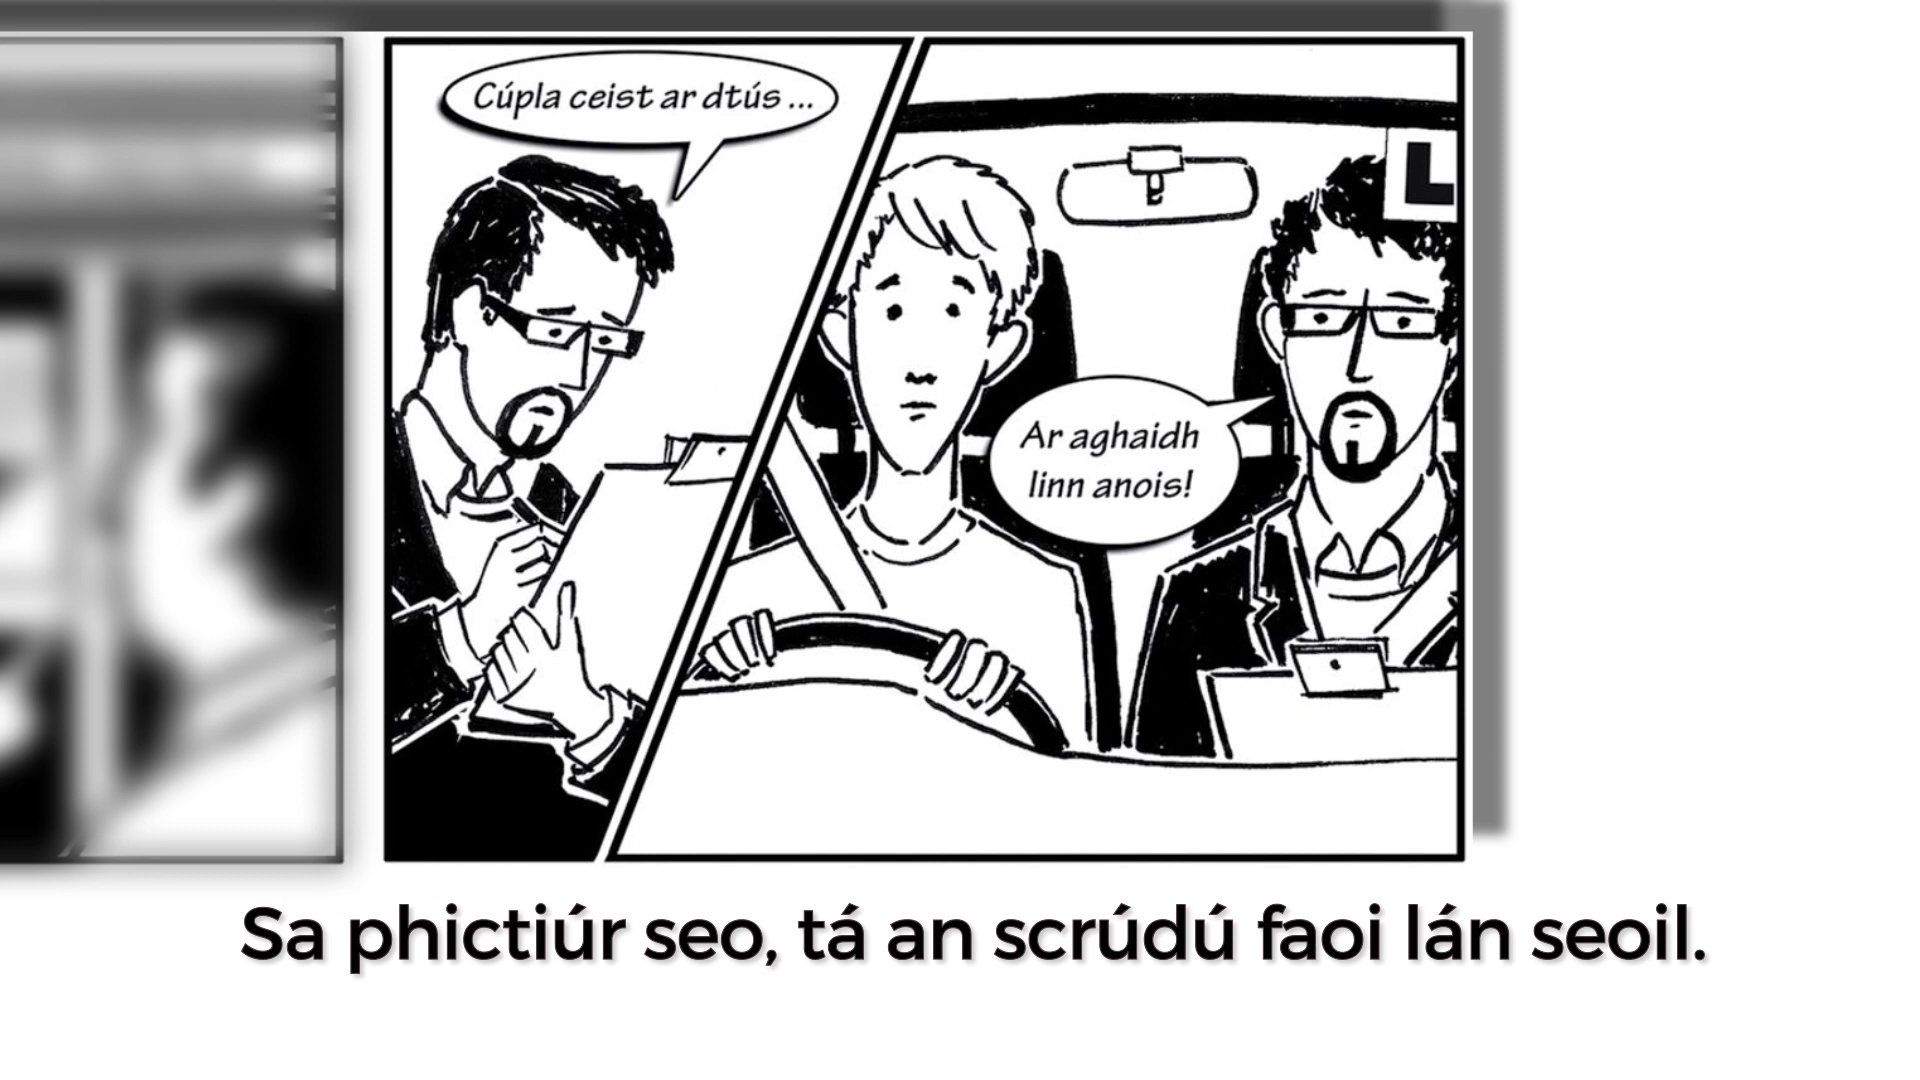 Cúpla ceist ar dtús ...
L
Ar aghaidh
linn anois!
Sa phictiúr seo, tá an scrúdú faoi lán seoil.